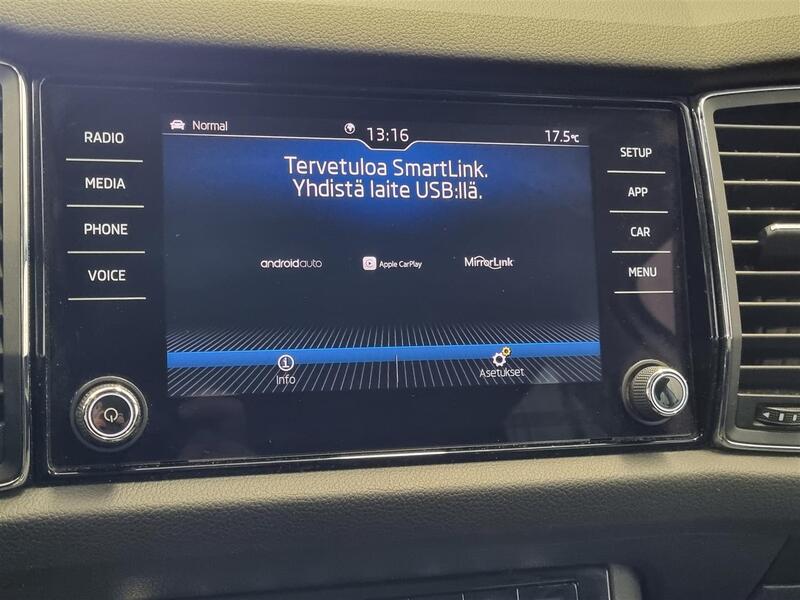 RADIO
MEDIA
PHONE
VOICE
Normal
13:16
17.5°C
Tervetuloa SmartLink.
Yhdistä laite USB:llä.
androidauto
Apple CarPlay
MirrorLink
Info
Asetukset
SETUP
APP
CAR
MENU